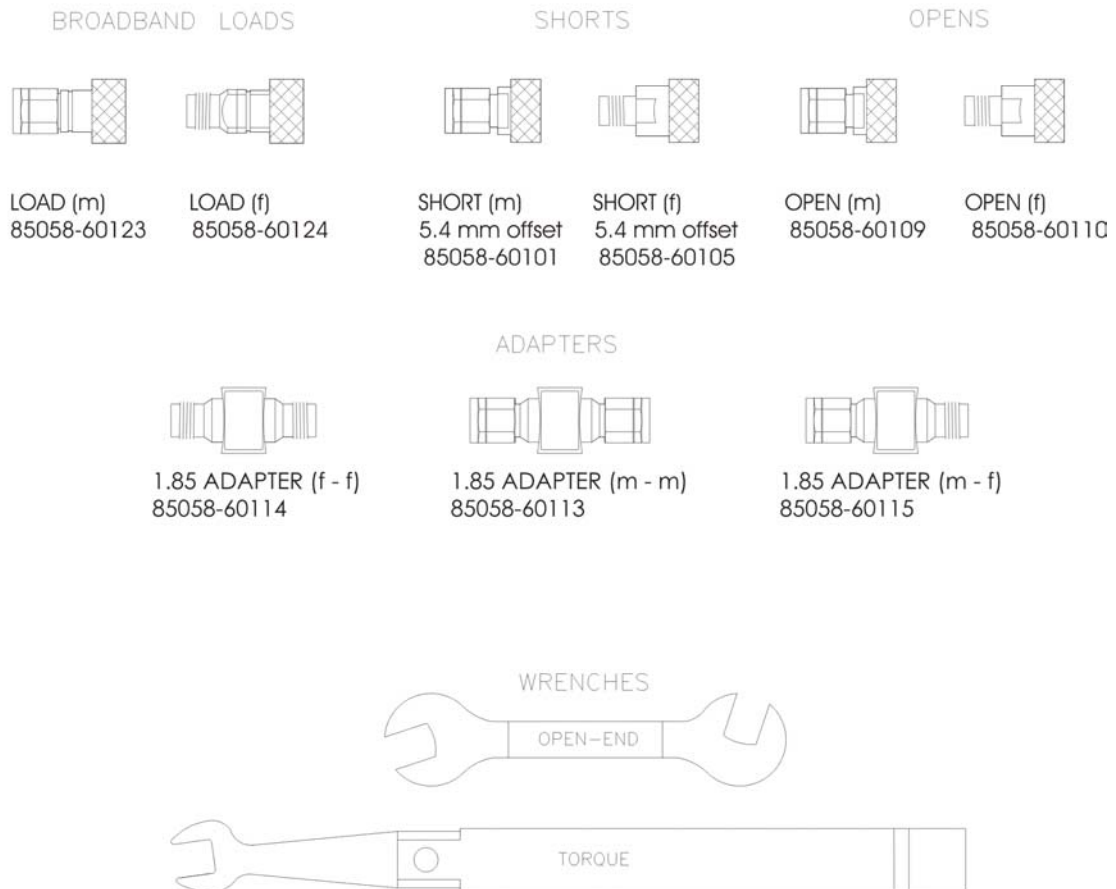 BROADBAND LOADS
SHORTS
OPENS
LOAD (m)
85058-60123
LOAD (f)
85058-60124
SHORT (m)
5.4 mm offset
85058-60101
SHORT (f)
5.4 mm offset
85058-60105
OPEN (m)
85058-60109
OPEN (f)
85058-60110
ADAPTERS
1.85 ADAPTER (f - f)
85058-60114
1.85 ADAPTER (m - m)
85058-60113
1.85 ADAPTER (m - f)
85058-60115
WRENCHES
OPEN-END
TORQUE